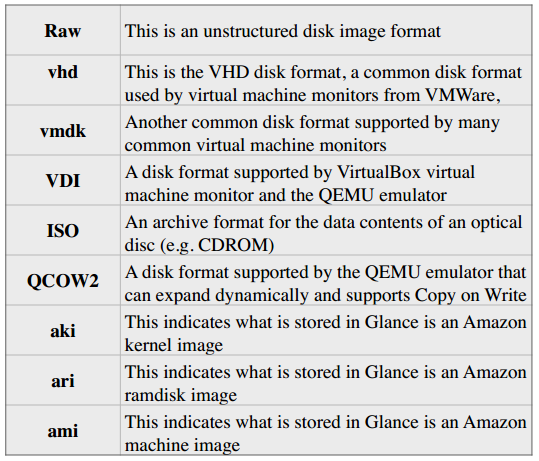 Raw This is an unstructured disk image format
vhd This is the VHD disk format, a common disk format
used by virtual machine monitors from VMWare,
vmdk Another common disk format supported by many
common virtual machine monitors
VDI A disk format supported by VirtualBox virtual
machine monitor and the QEMU emulator
ISO An archive format for the data contents of an optical
disc (e.g. CDROM)
QCOW2 A disk format supported by the QEMU emulator that
can expand dynamically and supports Copy on Write
aki This indicates what is stored in Glance is an Amazon
kernel image
ari This indicates what is stored in Glance is an Amazon
ramdisk image
ami This indicates what is stored in Glance is an Amazon
machine image